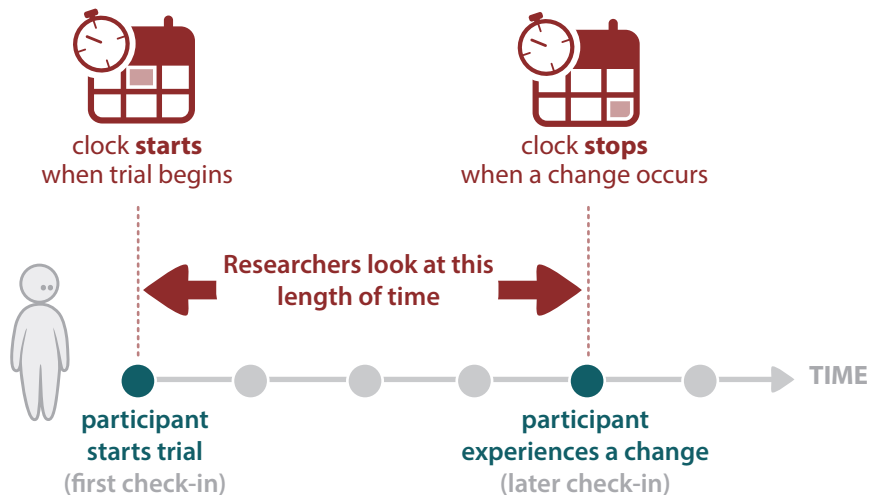 clock starts
when trial begins
clock stops
when a change occurs
Researchers look at this
length of time
TIME
participant
starts trial
(first check-in)
participant
experiences a change
(later check-in)